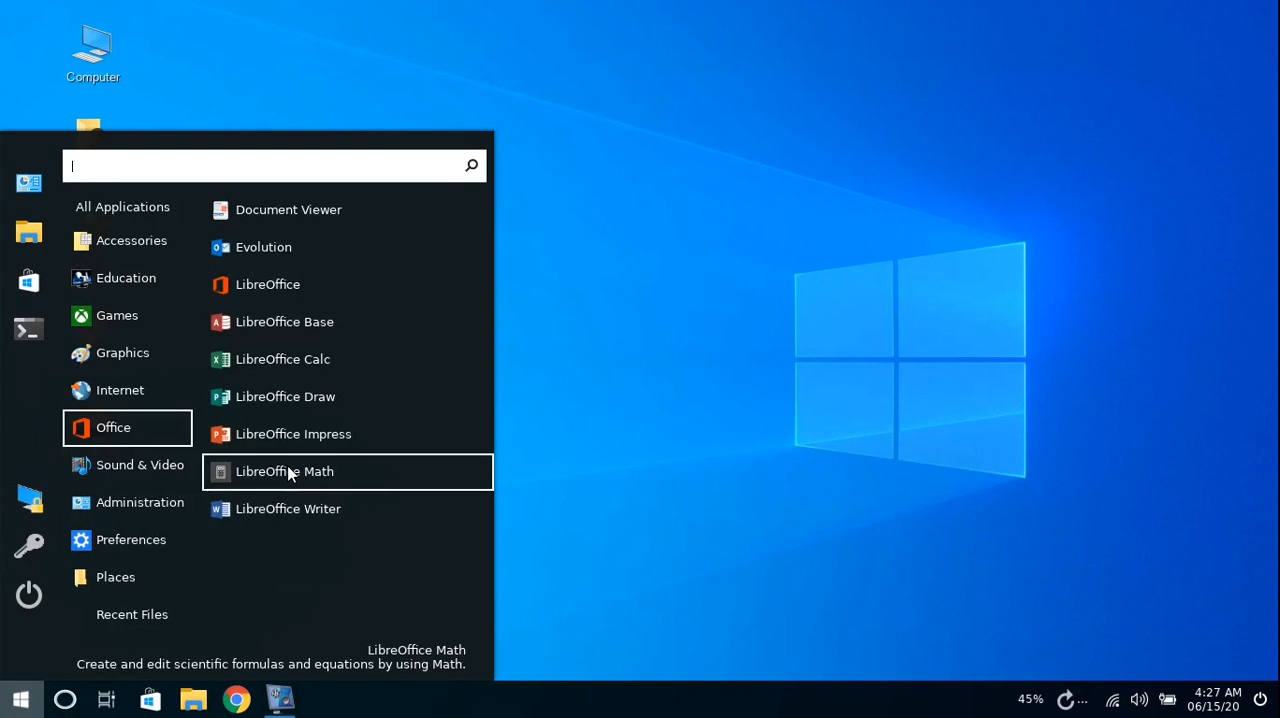 Computer
All Applications
Accessories
Education
Games
Graphics
Internet
Office
Sound & Video
Administration
Preferences
Places
Recent Files
Document Viewer
Evolution
LibreOffice
LibreOffice Base
LibreOffice Calc
LibreOffice Draw
LibreOffice Impress
LibreOffice Math
LibreOffice Writer
LibreOffice Math
Create and edit scientific formulas and equations by using Math.
45%
...
4:27 AM
06/15/20